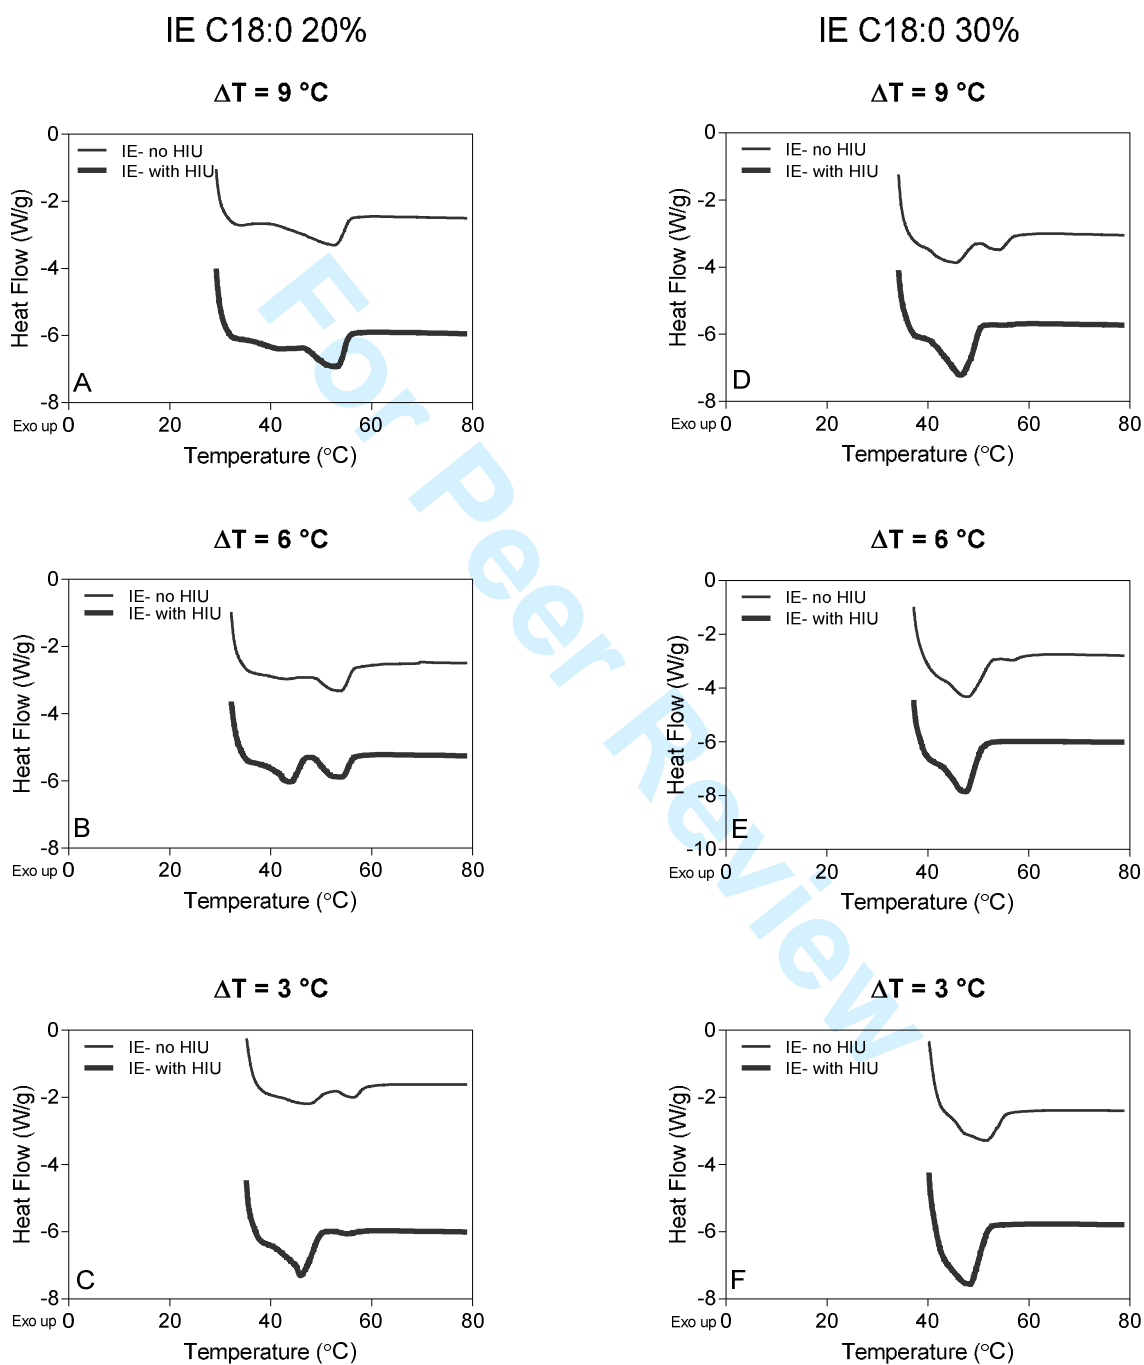 IE C18:0 20%
IE C18:0 30%
ΔT = 9 °C
0
-2
-4
-6
-8
Heat Flow (W/g)
IE- no HIU
IE- with HIU
A
Exo up 0 20 40 60 80
Temperature (°C)
ΔT = 9 °C
0
-2
-4
-6
-8
Heat Flow (W/g)
IE- no HIU
IE- with HIU
D
Exo up 0 20 40 60 80
Temperature (°C)
ΔT = 6 °C
0
-2
-4
-6
-8
Heat Flow (W/g)
IE- no HIU
IE- with HIU
B
Exo up 0 20 40 60 80
Temperature (°C)
ΔT = 6 °C
0
-2
-4
-6
-8
-10
Heat Flow (W/g)
IE- no HIU
IE- with HIU
E
Exo up 0 20 40 60 80
Temperature (°C)
ΔT = 3 °C
0
-2
-4
-6
-8
Heat Flow (W/g)
IE- no HIU
IE- with HIU
C
Exo up 0 20 40 60 80
Temperature (°C)
ΔT = 3 °C
0
-2
-4
-6
-8
Heat Flow (W/g)
IE- no HIU
IE- with HIU
F
Exo up 0 20 40 60 80
Temperature (°C)
For Peer Review